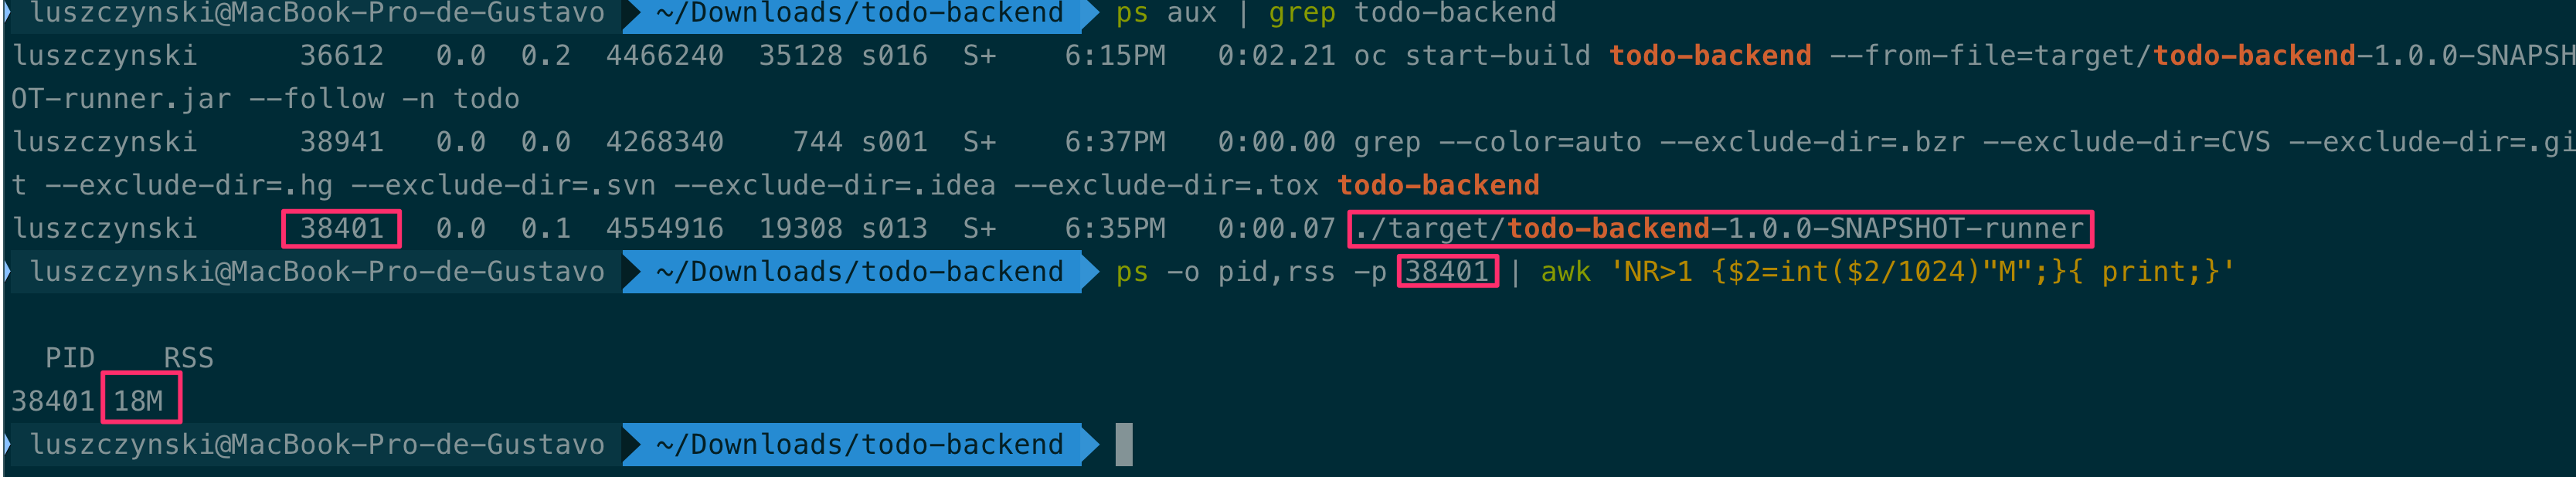 luszczynski@MacBook-Pro-de-Gustavo ~/Downloads/todo-backend ps aux | grep todo-backend
luszczynski 36612 0.0 0.2 4466240 35128 s016 S+ 6:15PM 0:02.21 oc start-build todo-backend --from-file=target/todo-backend-1.0.0-SNAPSH
OT-runner.jar --follow -n todo
luszczynski 38941 0.0 0.0 4268340 744 s001 S+ 6:37PM 0:00.00 grep --color=auto --exclude-dir=.bzr --exclude-dir=CVS --exclude-dir=.gi
t --exclude-dir=.hg --exclude-dir=.svn --exclude-dir=.idea --exclude-dir=.tox todo-backend
luszczynski 38401 0.0 0.1 4554916 19308 s013 S+ 6:35PM 0:00.07 ./target/todo-backend-1.0.0-SNAPSHOT-runner
luszczynski@MacBook-Pro-de-Gustavo ~/Downloads/todo-backend ps -o pid,rss -p 38401 | awk 'NR>1 {$2=int($2/1024)"M";}{ print;}'
PID RSS
38401 18M
luszczynski@MacBook-Pro-de-Gustavo ~/Downloads/todo-backend